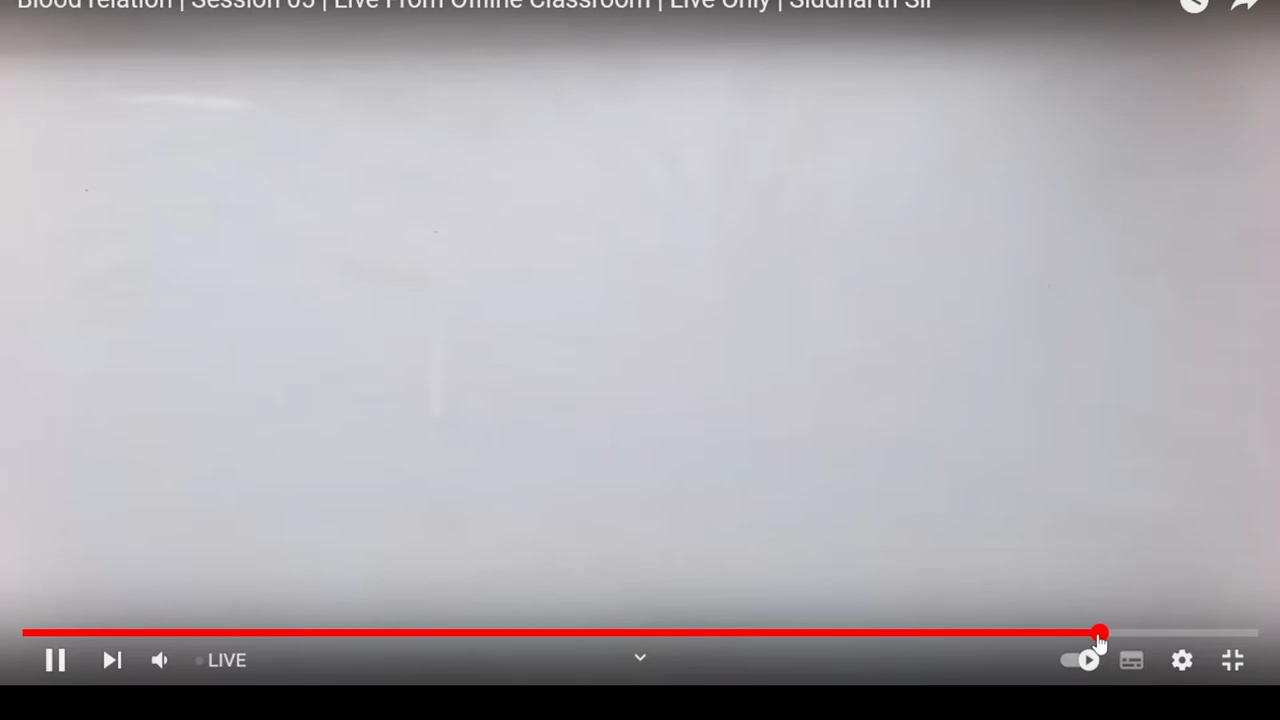 Blood relation | Session 05 | Live From Offline Classroom | Live Only | Siddharth Sir
LIVE